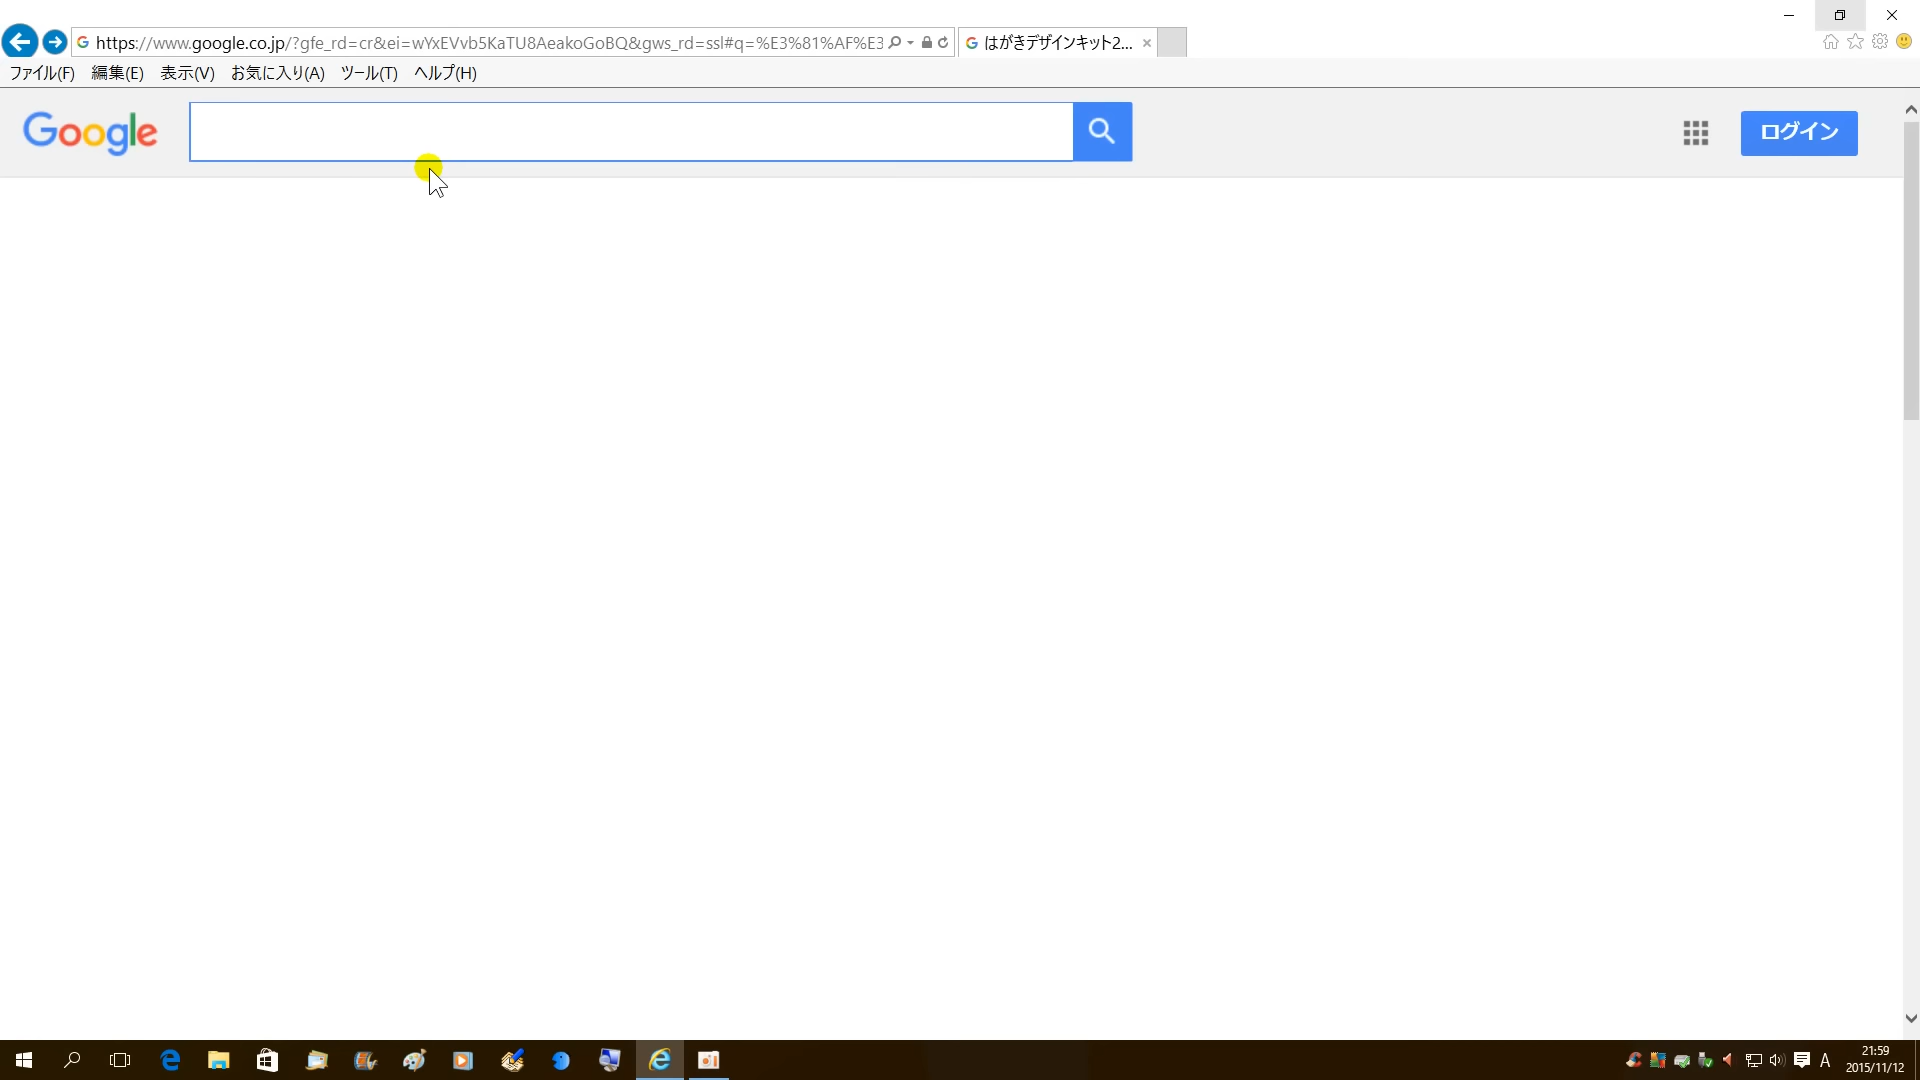 https://www.google.co.jp/?gfe_rd=cr&ei=wYxEVvb5KaTU8AeakoGoBQ&gws_rd=ssl#q=%E3%81%AF%E3
はがきデザインキット2...
ファイル(F) 編集(E) 表示(V) お気に入り(A) ツール(T) ヘルプ(H)
Google
ログイン
A
21:59
2015/11/12